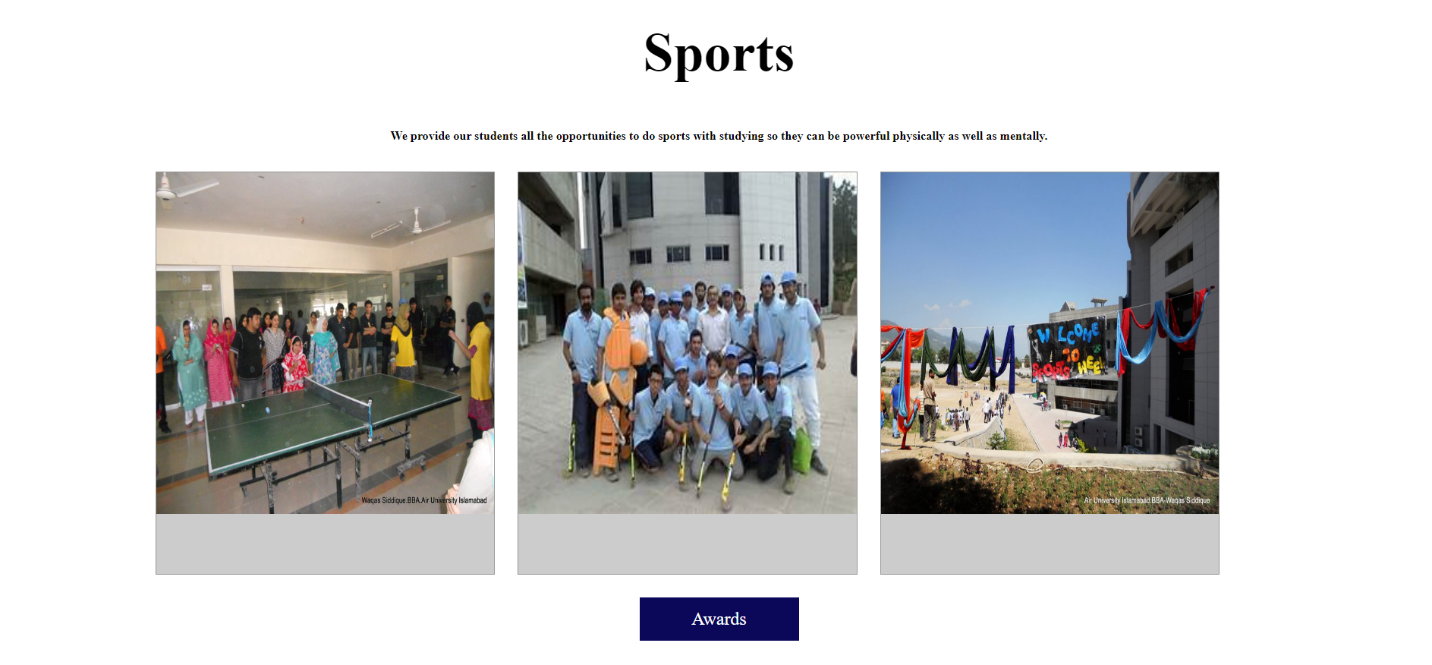 Sports
We provide our students all the opportunities to do sports with studying so they can be powerful physically as well as mentally.
WELCOME
TO
SPORTS WEEK
Waqas Siddique.BBA.Air University Islamabad
Air University Islamabad.BBA-Waqas Siddique
Awards